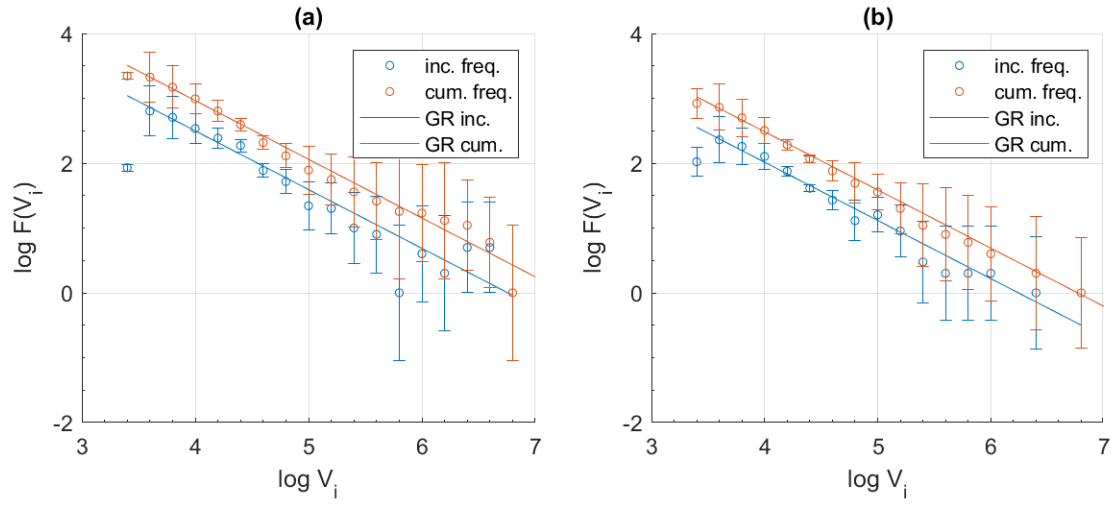 (a)
4
2
0
-2
3
4
5
6
7
log F(V_i)
log V_i
inc. freq.
cum. freq.
GR inc.
GR cum.
(b)
4
2
0
-2
3
4
5
6
7
log F(V_i)
log V_i
inc. freq.
cum. freq.
GR inc.
GR cum.